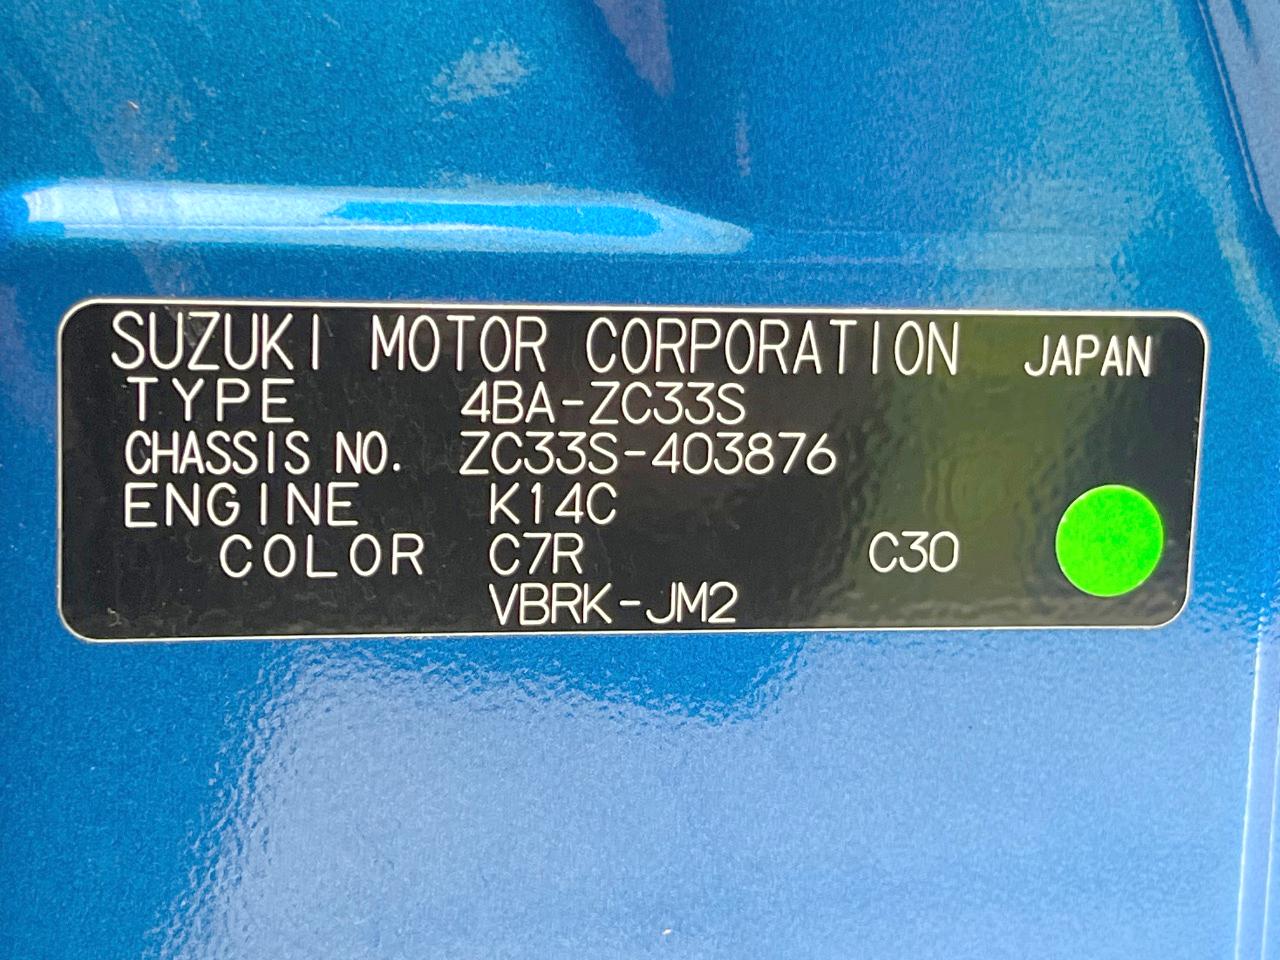 SUZUKI MOTOR CORPORATION JAPAN
TYPE 4BA-ZC33S
CHASSIS NO. ZC33S-403876
ENGINE K14C
COLOR C7R C30
VBRK-JM2